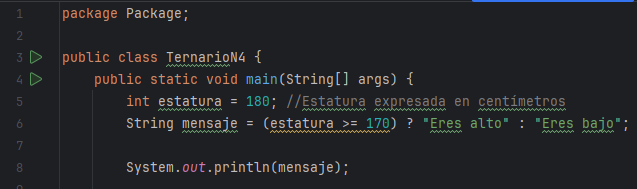 1 package Package;
2
3 public class TernarioN4 {
4 public static void main(String[] args) {
5 int estatura = 180; //Estatura expresada en centímetros
6 String mensaje = (estatura >= 170) ? "Eres alto" : "Eres bajo";
7
8 System.out.println(mensaje);